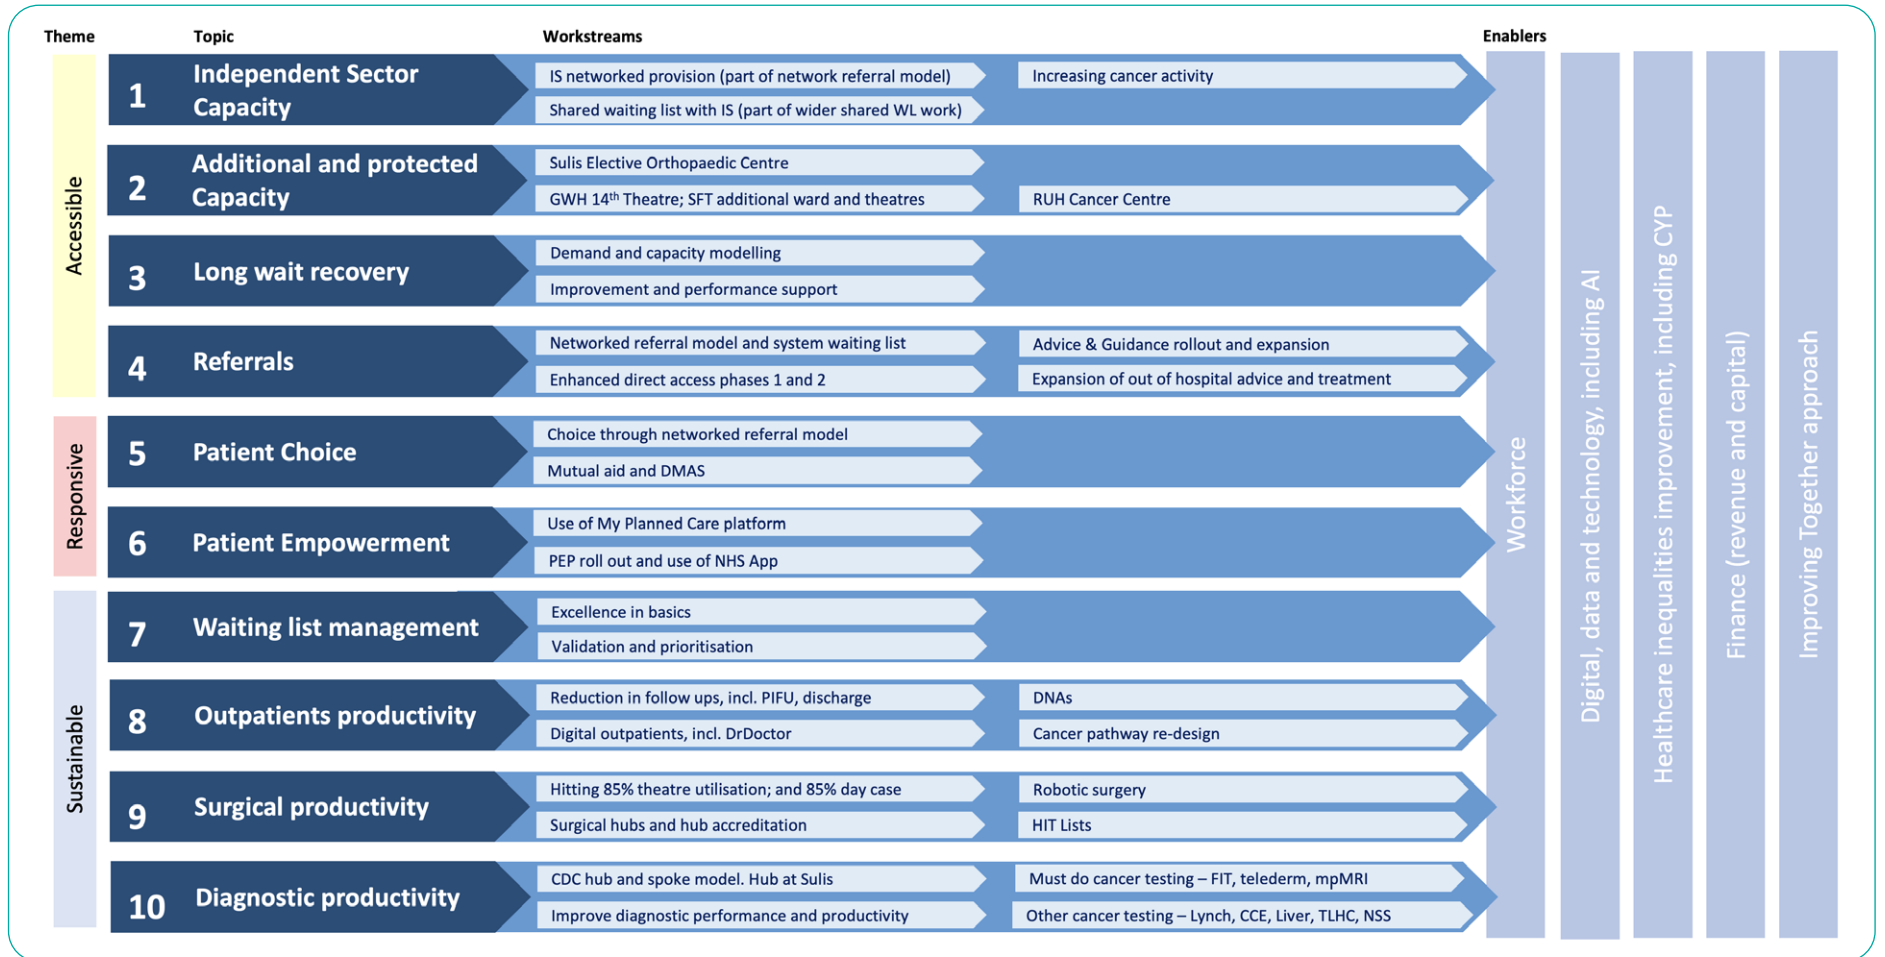 Theme
Topic
Workstreams
Enablers
Accessible
1
Independent Sector
Capacity
IS networked provision (part of network referral model)
Increasing cancer activity
Shared waiting list with IS (part of wider shared WL work)
2
Additional and protected
Capacity
Sulis Elective Orthopaedic Centre
GWH 14th Theatre; SFT additional ward and theatres
RUH Cancer Centre
3
Long wait recovery
Demand and capacity modelling
Improvement and performance support
4
Referrals
Networked referral model and system waiting list
Advice & Guidance rollout and expansion
Enhanced direct access phases 1 and 2
Expansion of out of hospital advice and treatment
Responsive
5
Patient Choice
Choice through networked referral model
Mutual aid and DMAS
6
Patient Empowerment
Use of My Planned Care platform
PEP roll out and use of NHS App
Sustainable
7
Waiting list management
Excellence in basics
Validation and prioritisation
8
Outpatients productivity
Reduction in follow ups, incl. PIFU, discharge
DNAs
Digital outpatients, incl. DrDoctor
Cancer pathway re-design
9
Surgical productivity
Hitting 85% theatre utilisation; and 85% day case
Robotic surgery
Surgical hubs and hub accreditation
HIT Lists
10
Diagnostic productivity
CDC hub and spoke model. Hub at Sulis
Must do cancer testing – FIT, telederm, mpMRI
Improve diagnostic performance and productivity
Other cancer testing – Lynch, CCE, Liver, TLHC, NSS
Workforce
Digital, data and technology, including AI
Healthcare inequalities improvement, including CYP
Finance (revenue and capital)
Improving Together approach